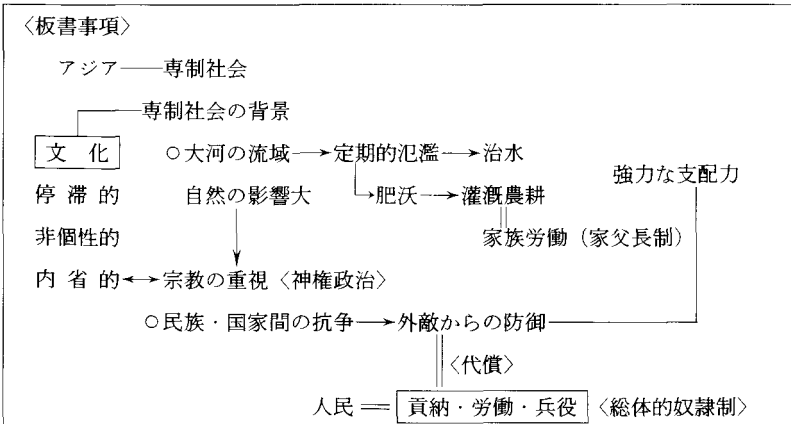 〈板書事項〉
アジア──専制社会
専制社会の背景
文化 ○大河の流域→定期的氾濫→治水
強力な支配力
停滞的 自然の影響大 肥沃→灌漑農耕
非個性的 家族労働(家父長制)
内省的↔宗教の重視〈神権政治〉
○民族・国家間の抗争→外敵からの防御
〈代償〉
人民＝貢納・労働・兵役〈総体的奴隷制〉